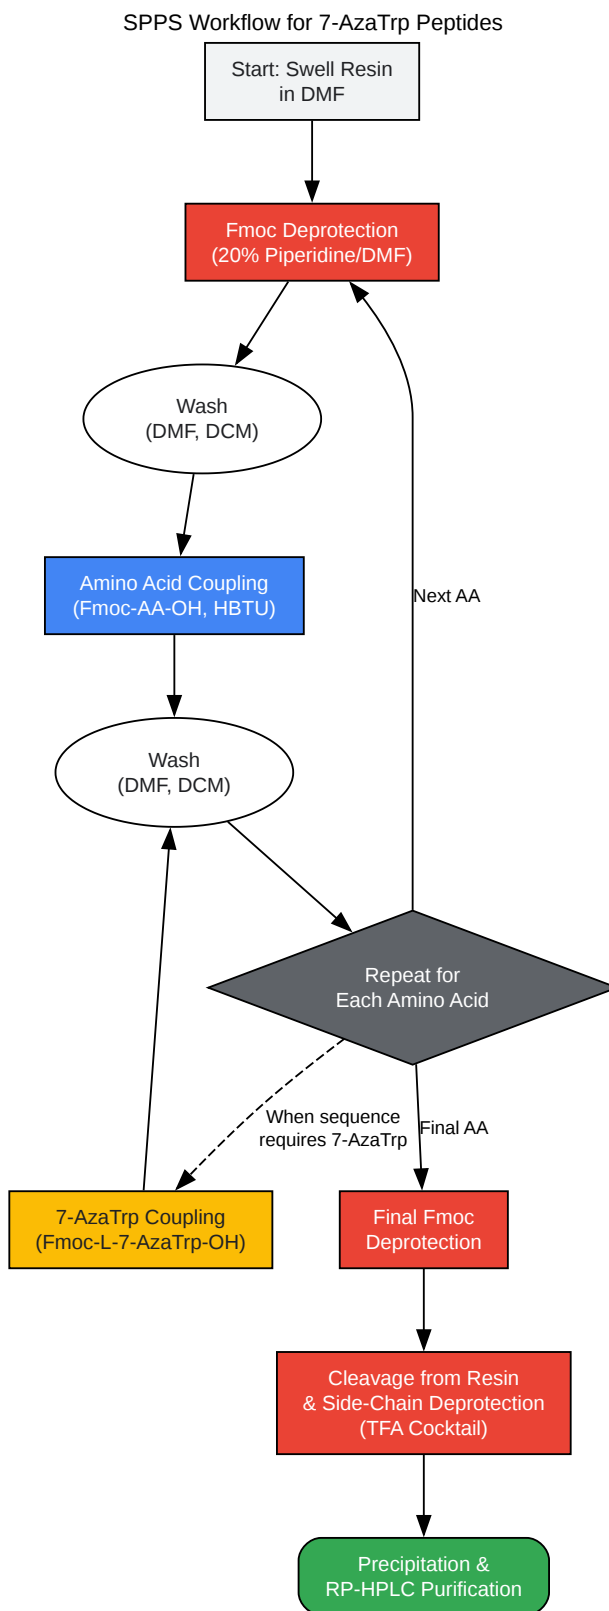 SPPS Workflow for 7-AzaTrp Peptides
Start: Swell Resin
in DMF
Fmoc Deprotection
(20% Piperidine/DMF)
Wash
(DMF, DCM)
Amino Acid Coupling
(Fmoc-AA-OH, HBTU)
Next AA
Wash
(DMF, DCM)
Repeat for
Each Amino Acid
When sequence
requires 7-AzaTrp
Final AA
7-AzaTrp Coupling
(Fmoc-L-7-AzaTrp-OH)
Final Fmoc
Deprotection
Cleavage from Resin
& Side-Chain Deprotection
(TFA Cocktail)
Precipitation &
RP-HPLC Purification